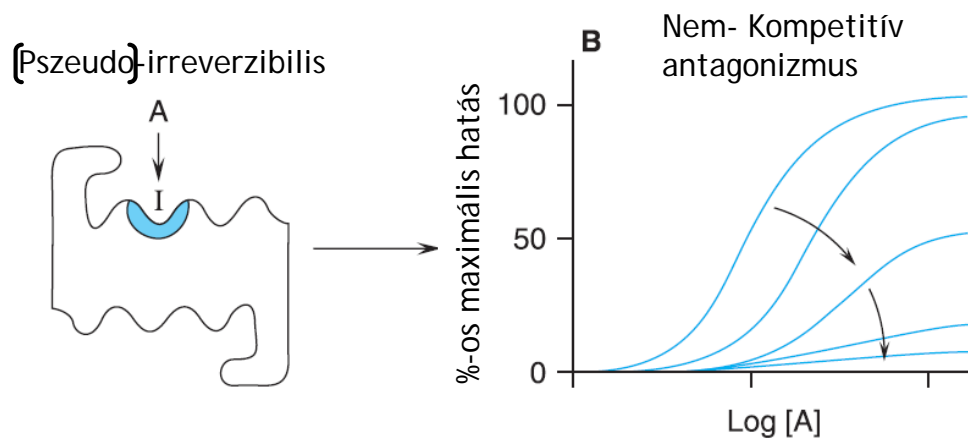 [Pszeudo]-irreverzibilis
A
I
B
Nem- Kompetitív
antagonizmus
%-os maximális hatás
100
50
0
Log [A]